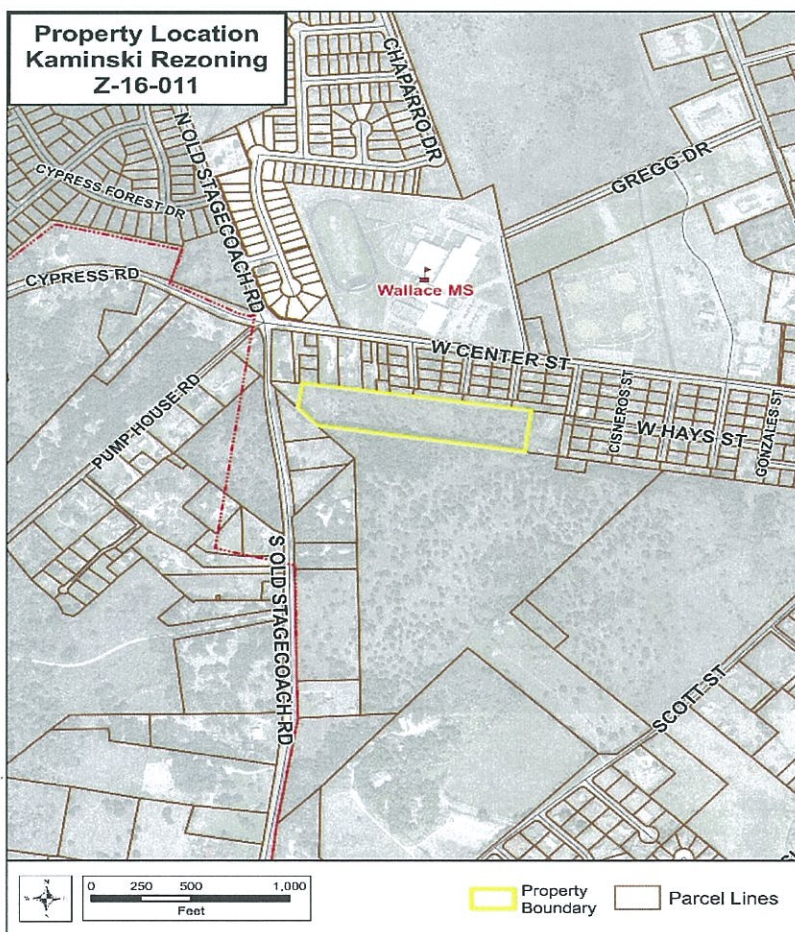 Property Location
Kaminski Rezoning
Z-16-011
CHAPARRO DR
N OLD STAGECOACH RD
GREGG DR
CYPRESS FOREST DR
CYPRESS RD
Wallace MS
W CENTER ST
PUMP HOUSE RD
CISNEROS ST
W HAYS ST
GONZALES ST
S OLD STAGECOACH RD
SCOTT ST
N
0 250 500 1,000
Feet
Property
Boundary
Parcel Lines